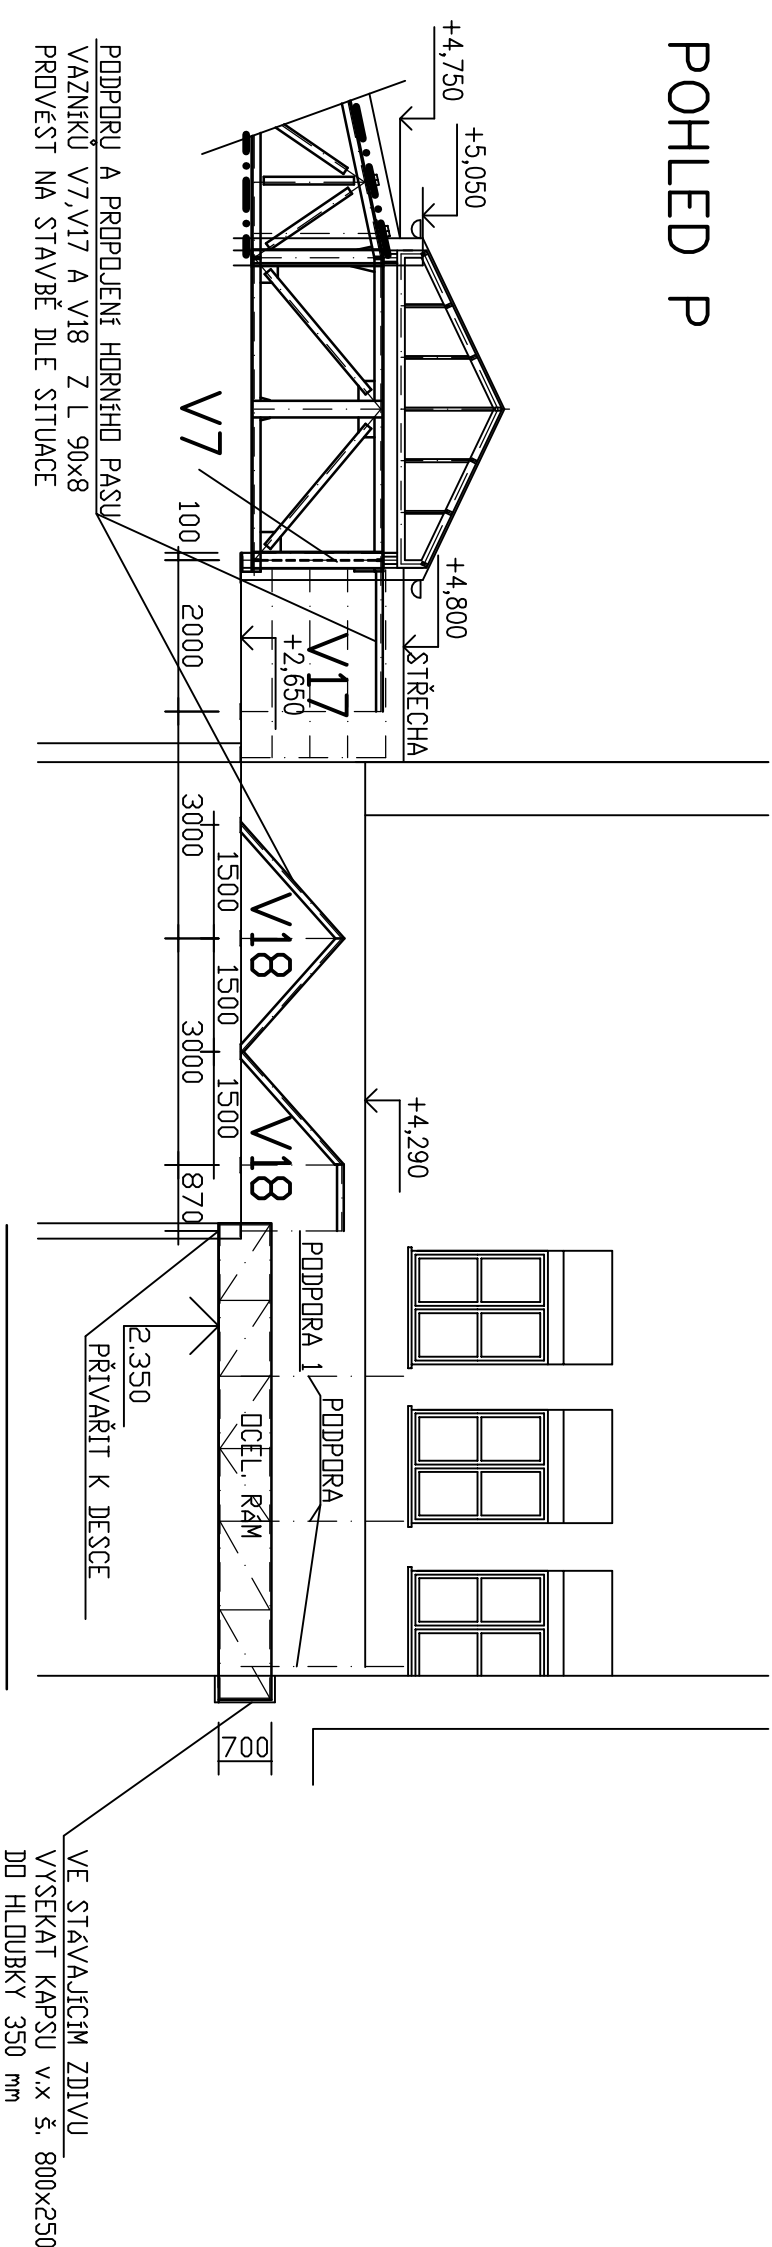 POHLED P
+4,750
+5,050
+4,800
STŘECHA
V17
+2,650
V7
PODPORU A PROPOJENÍ HORNÍHO PASU
VAZNÍKŮ V7,V17 A V18 Z L 90x8
PROVÉST NA STAVBĚ DLE SITUACE
100
2000
3000
3000
870
1500
1500
1500
V18
V18
+4,290
PODPORA 1
PODPORA
OCEL. RÁM
2.350
PŘIVAŘIT K DESCE
700
VE STÁVAJÍCÍM ZDIVU
VYSEKAT KAPSU v.x š. 800x250
DO HLOUBKY 350 mm